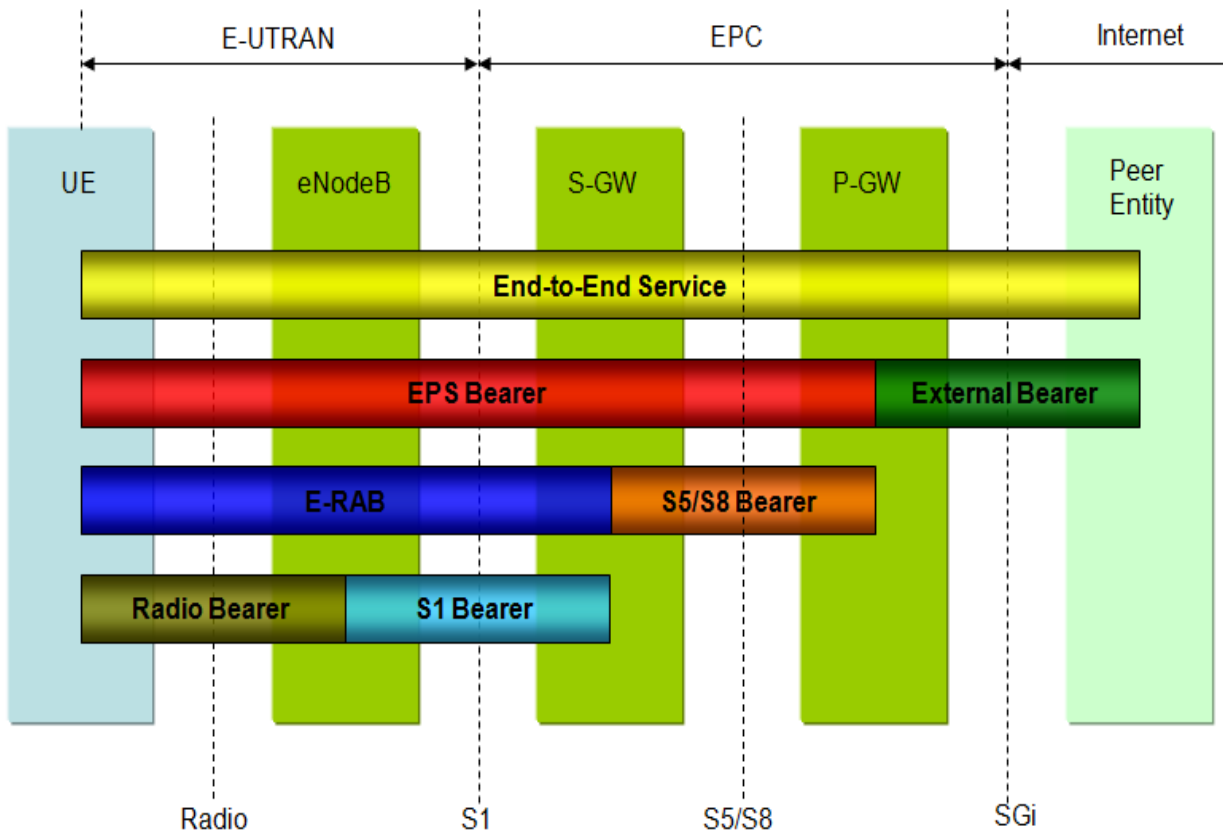 E-UTRAN
EPC
Internet
UE
eNodeB
S-GW
P-GW
Peer
Entity
End-to-End Service
EPS Bearer
External Bearer
E-RAB
S5/S8 Bearer
Radio Bearer
S1 Bearer
Radio
S1
S5/S8
SGi